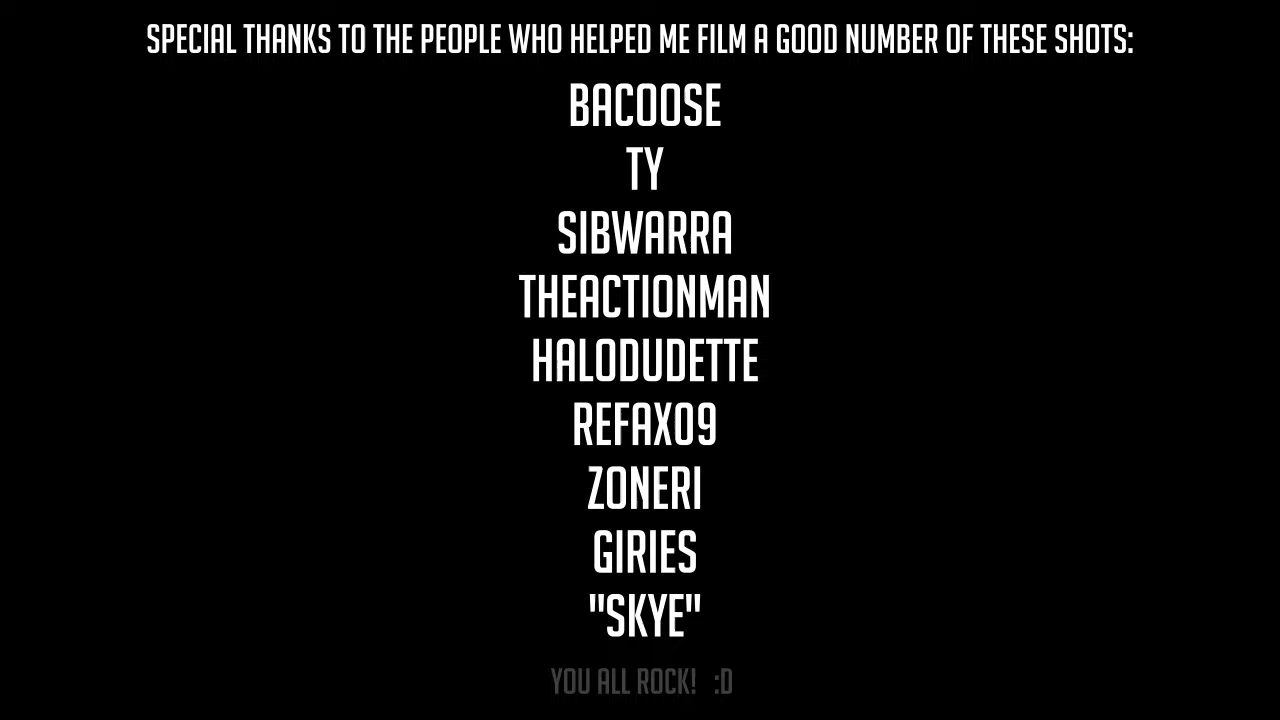 SPECIAL THANKS TO THE PEOPLE WHO HELPED ME FILM A GOOD NUMBER OF THESE SHOTS:
BACOOSE
TY
SIBWARRA
THEACTIONMAN
HALODUDETTE
REFAX09
ZONERI
GIRIES
"SKYE"
YOU ALL ROCK! :D